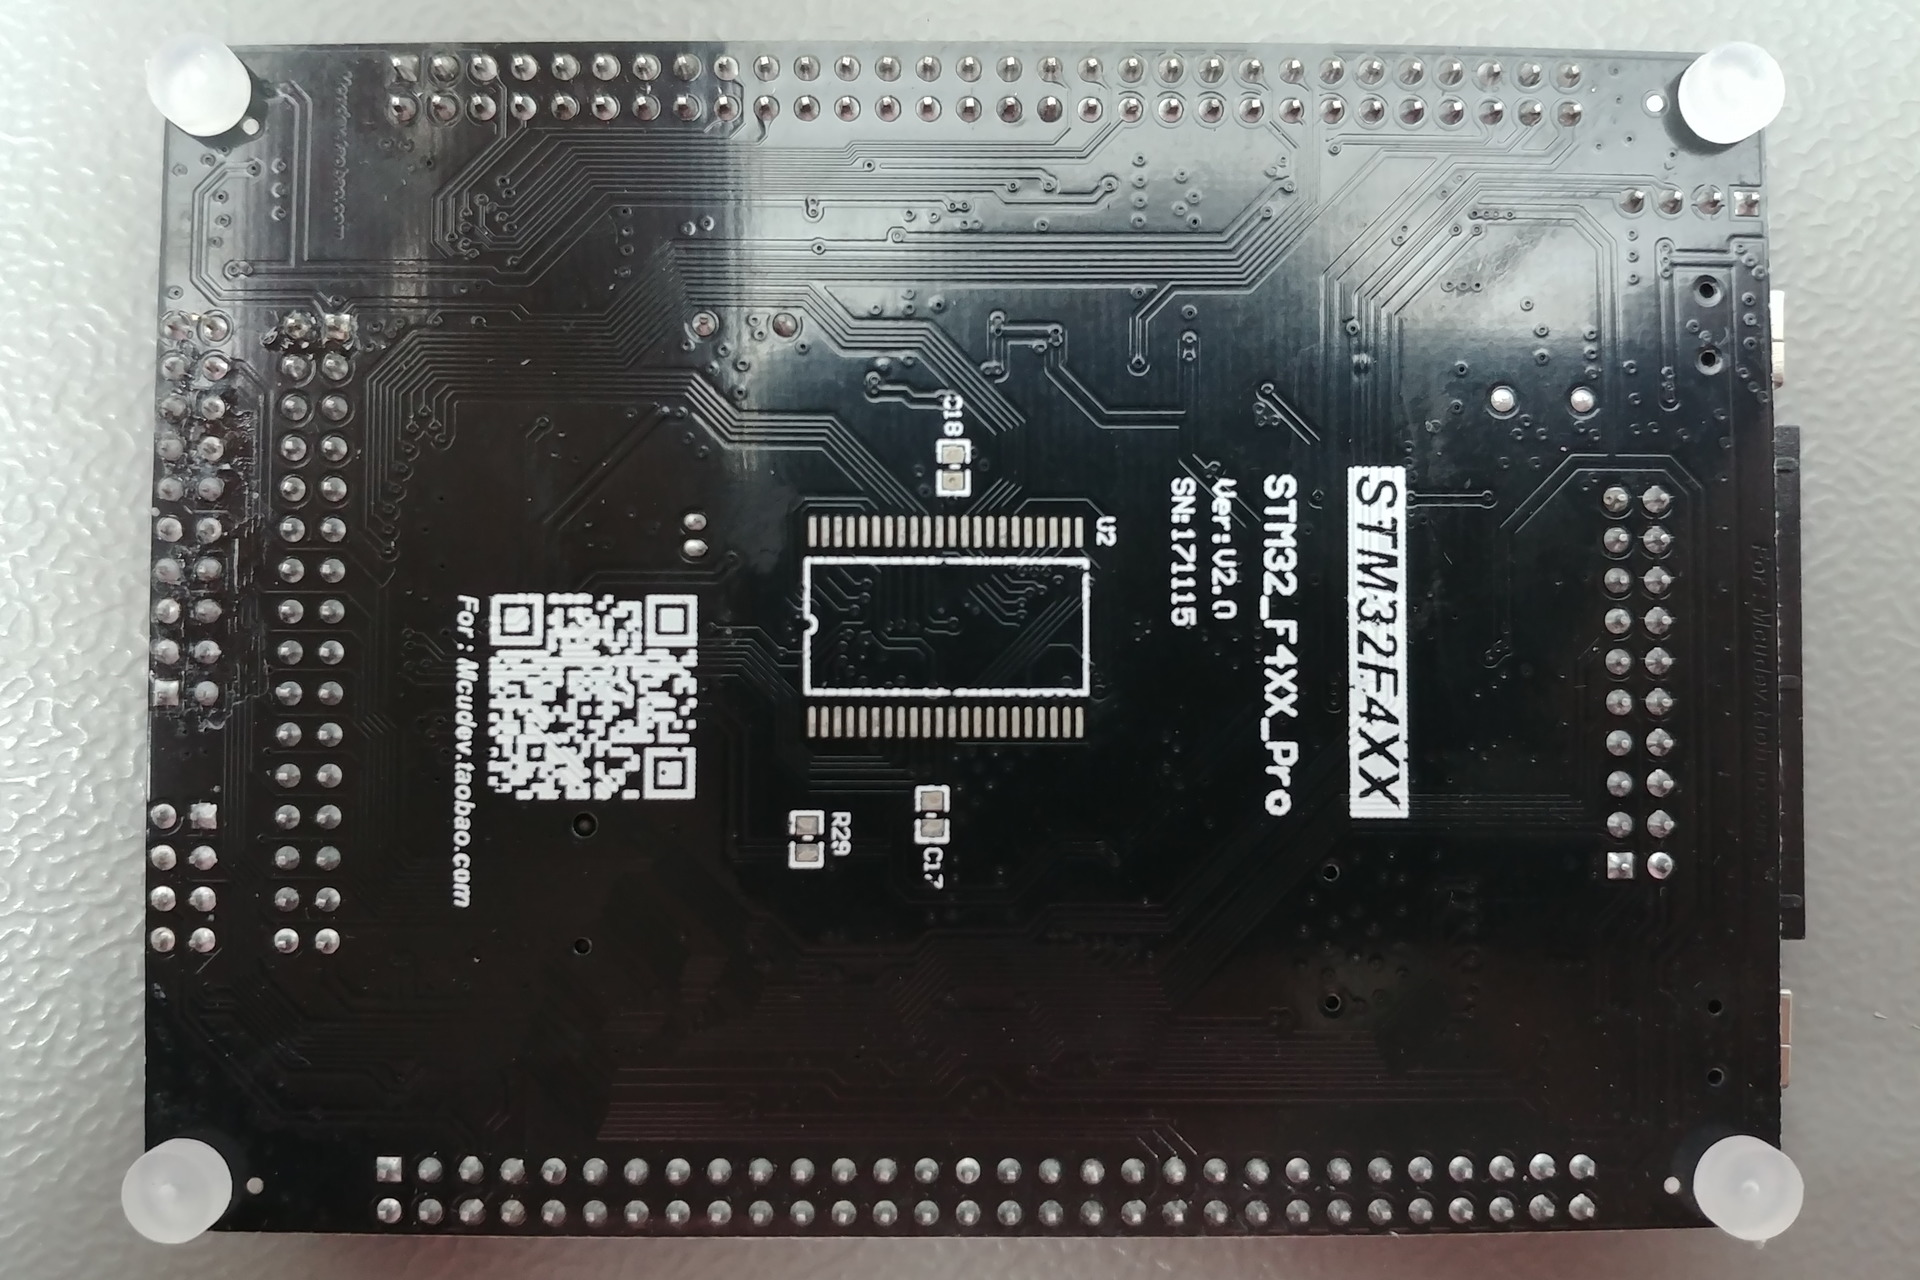 STM32F4XX
STM32_F4XX_Pro
Ver:V2.0
SN:171115
U2
C18
C17
R29
For : Mcudev.taobao.com